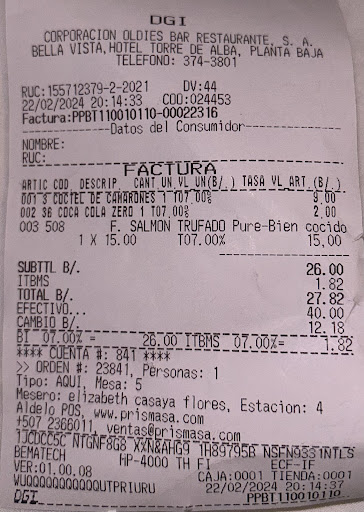 DGI
CORPORACION OLDIES BAR RESTAURANTE, S. A.
BELLA VISTA,HOTEL TORRE DE ALBA, PLANTA BAJA
TELEFONO: 374-3801
RUC:155712379-2-2021 DV:44
22/02/2024 20:14:33 COO:024453
Factura:PPBT110010110-00022316
Datos del Consumidor
NOMBRE:
RUC:
FACTURA
ARTIC COD. DESCRIP. CANT UN VL UN(B/.) TASA VL ART (B/.)
001 3 COCTEL DE CAMARONES 1 T07.00% 9,00
002 36 COCA COLA ZERO 1 T07.00% 2,00
003 508 F. SALMON TRUFADO Pure-Bien cocido
1 X 15.00 T07.00% 15,00
SUBTTL B/. 26.00
ITBMS 1.82
TOTAL B/. 27.82
EFECTIVO... 40.00
CAMBIO B/. 12.18
BI 07.00% = 26.00 ITBMS 07.00%= 1.82
**** CUENTA #: 841 ****
>> ORDEN #: 23841, Personas: 1
Tipo: AQUI, Mesa: 5
Mesero: elizabeth casaya flores, Estacion: 4
Aldelo POS, www.prismasa.com
+507 2366011, ventas@prismasa.com
BEMATECH HP-4000 TH FI ECF-IF
VER:01.00.08 CAJA:0001 TIENDA:0001
WUQQQQQQQQQQUTPRIURU 22/02/2024 20:14:37
DGI PPBT110010110